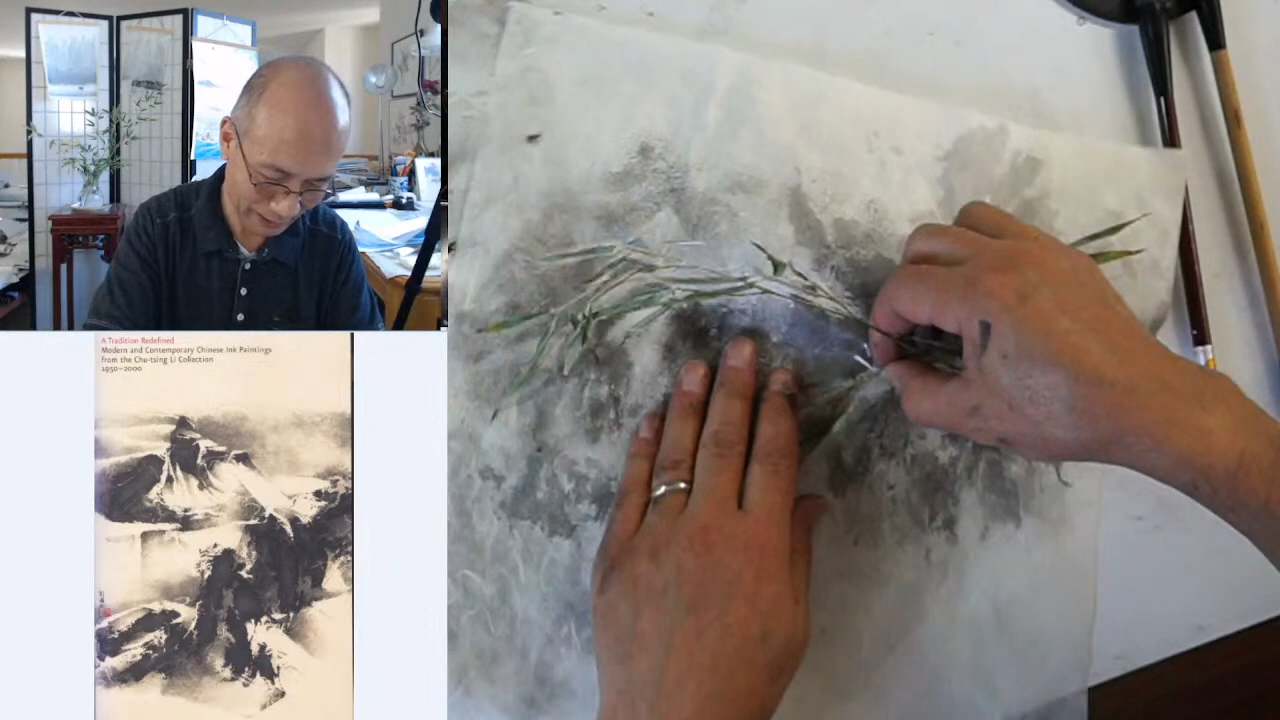 A Tradition Redefined
Modern and Contemporary Chinese Ink Paintings
from the Chu-tsing Li Collection
1950–2000